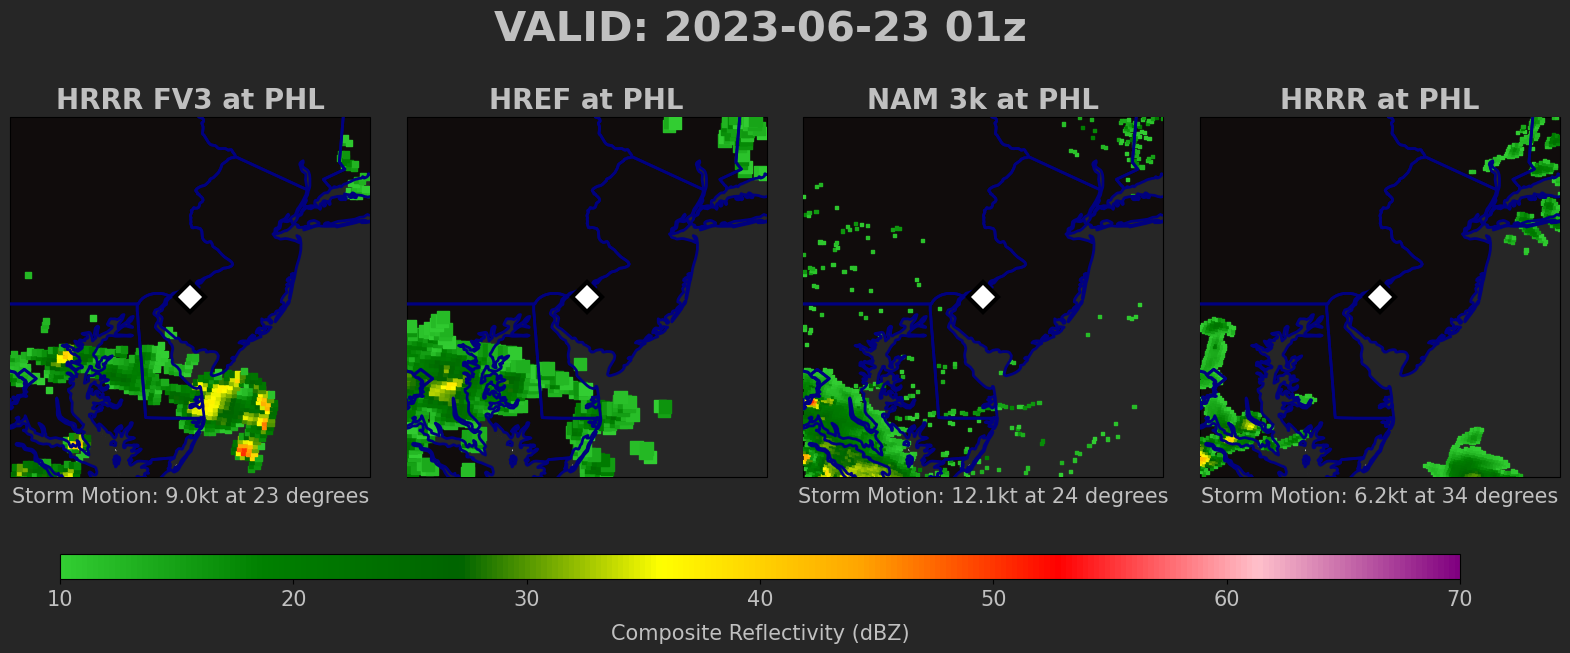 VALID: 2023-06-23 01z
HRRR FV3 at PHL
HREF at PHL
NAM 3k at PHL
HRRR at PHL
Storm Motion: 9.0kt at 23 degrees
Storm Motion: 12.1kt at 24 degrees
Storm Motion: 6.2kt at 34 degrees
10 20 30 40 50 60 70
Composite Reflectivity (dBZ)